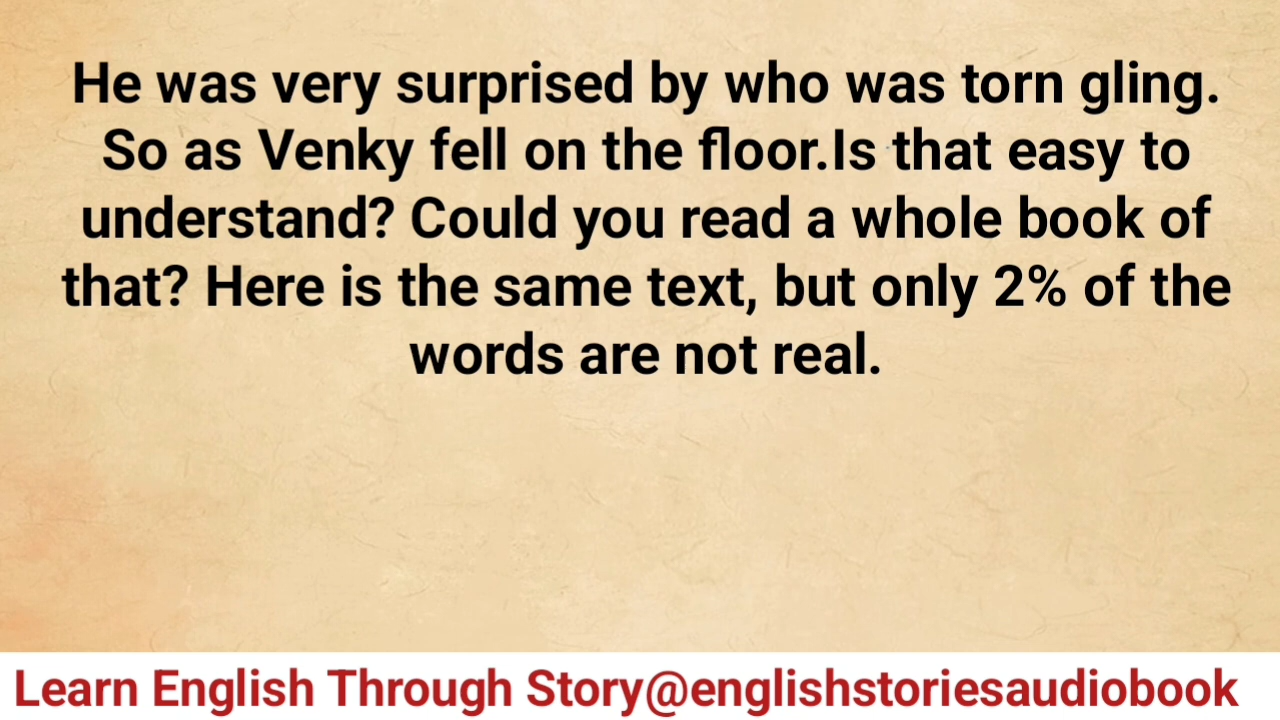 He was very surprised by who was torn gling.
So as Venky fell on the floor.Is that easy to
understand? Could you read a whole book of
that? Here is the same text, but only 2% of the
words are not real.
Learn English Through Story@englishstoriesaudiobook